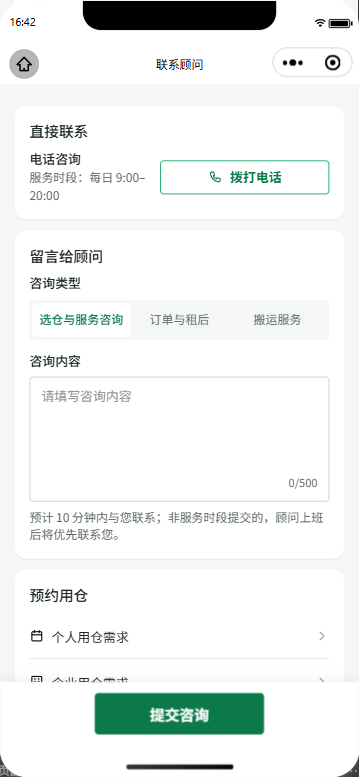 16:42
联系顾问
直接联系
电话咨询
服务时段：每日 9:00–
20:00
拨打电话
留言给顾问
咨询类型
选仓与服务咨询 订单与租后 搬运服务
咨询内容
请填写咨询内容
0/500
预计 10 分钟内与您联系；非服务时段提交的，顾问上班
后将优先联系您。
预约用仓
个人用仓需求
企业用仓需求
提交咨询